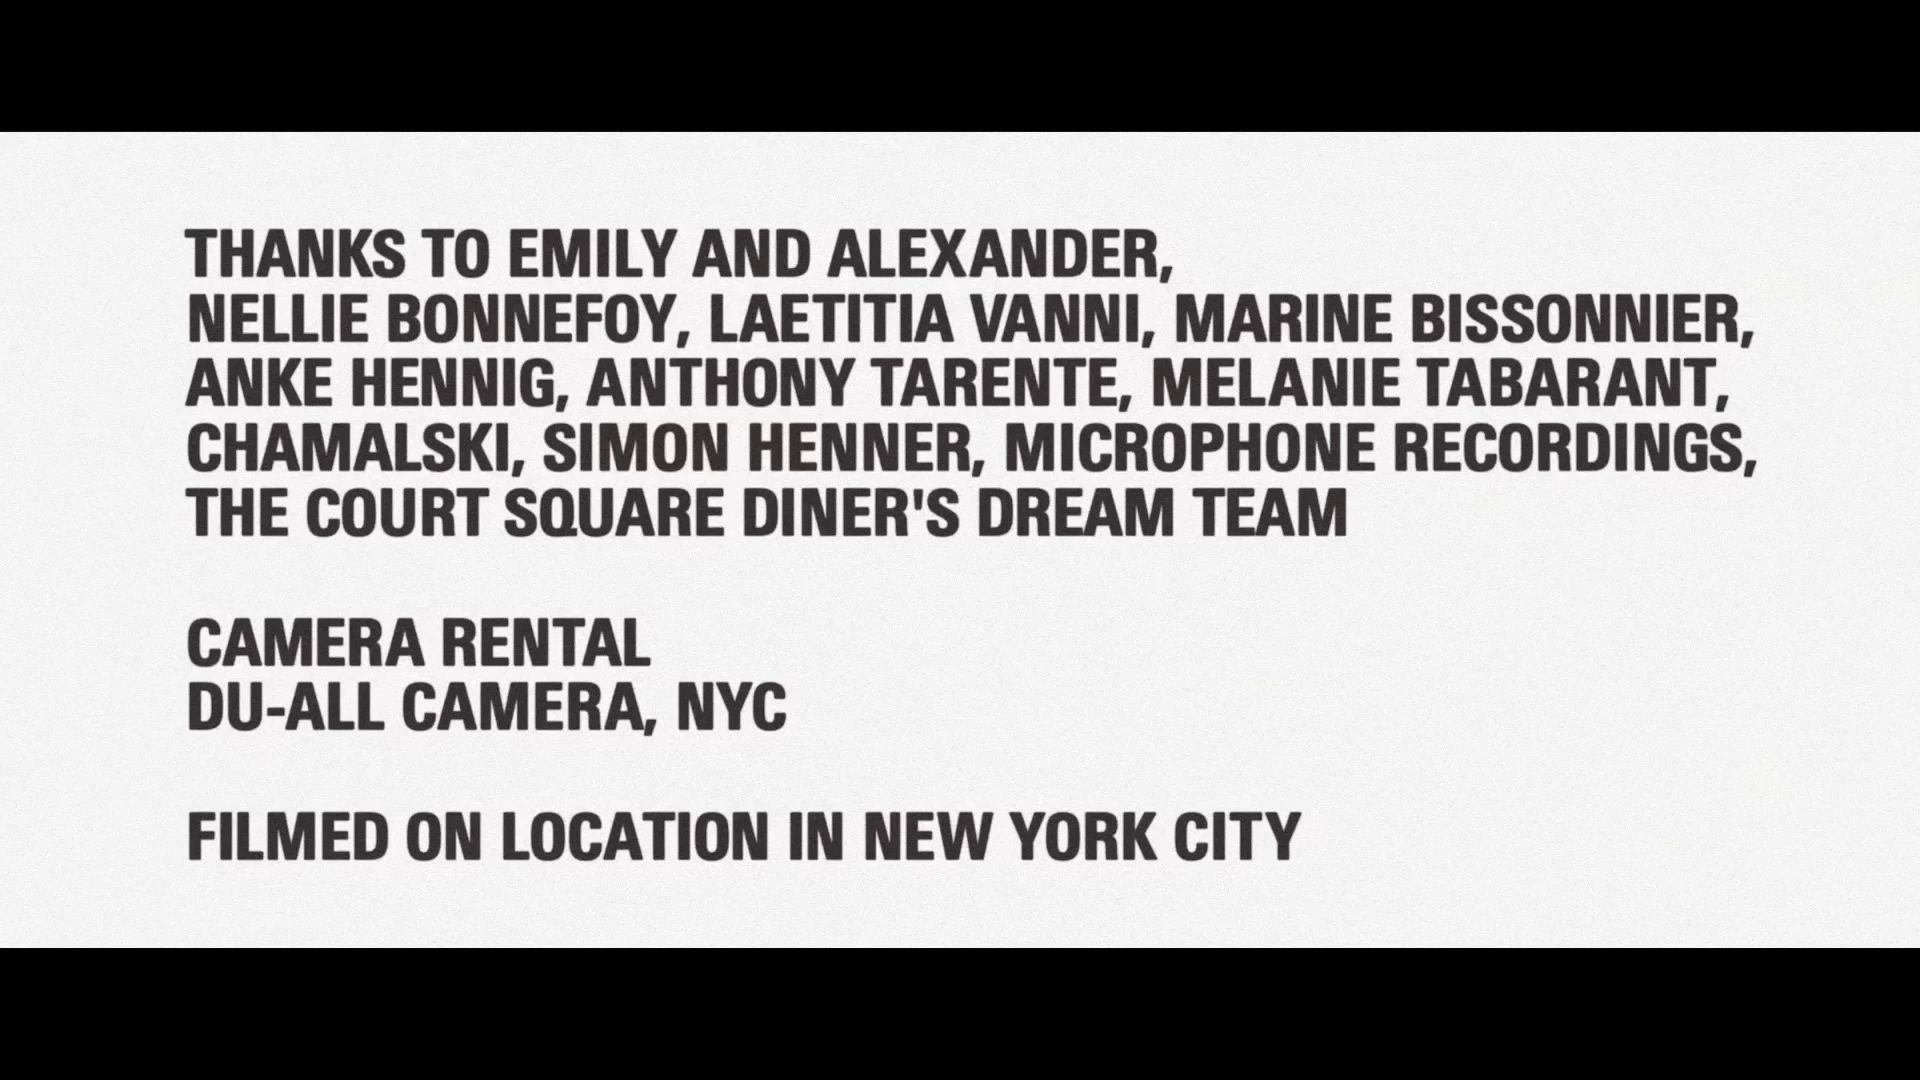 THANKS TO EMILY AND ALEXANDER,
NELLIE BONNEFOY, LAETITIA VANNI, MARINE BISSONNIER,
ANKE HENNIG, ANTHONY TARENTE, MELANIE TABARANT,
CHAMALSKI, SIMON HENNER, MICROPHONE RECORDINGS,
THE COURT SQUARE DINER'S DREAM TEAM
CAMERA RENTAL
DU-ALL CAMERA, NYC
FILMED ON LOCATION IN NEW YORK CITY